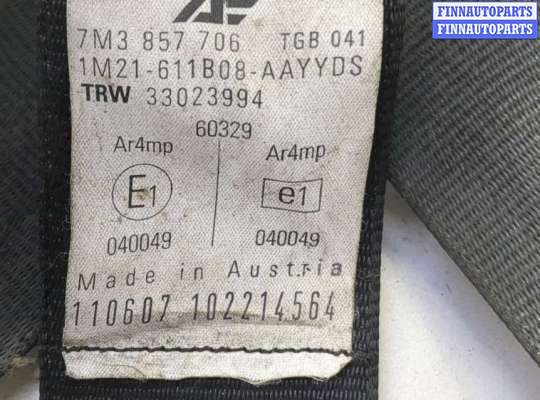 FINNAUTOPARTS
FINNAUTOPARTS
7M3 857 706 TGB 041
1M21-611B08-AAYYDS
TRW 33023994
60329
Ar4mp Ar4mp
E1 e1
040049 040049
Made in Austria
110607 102214564